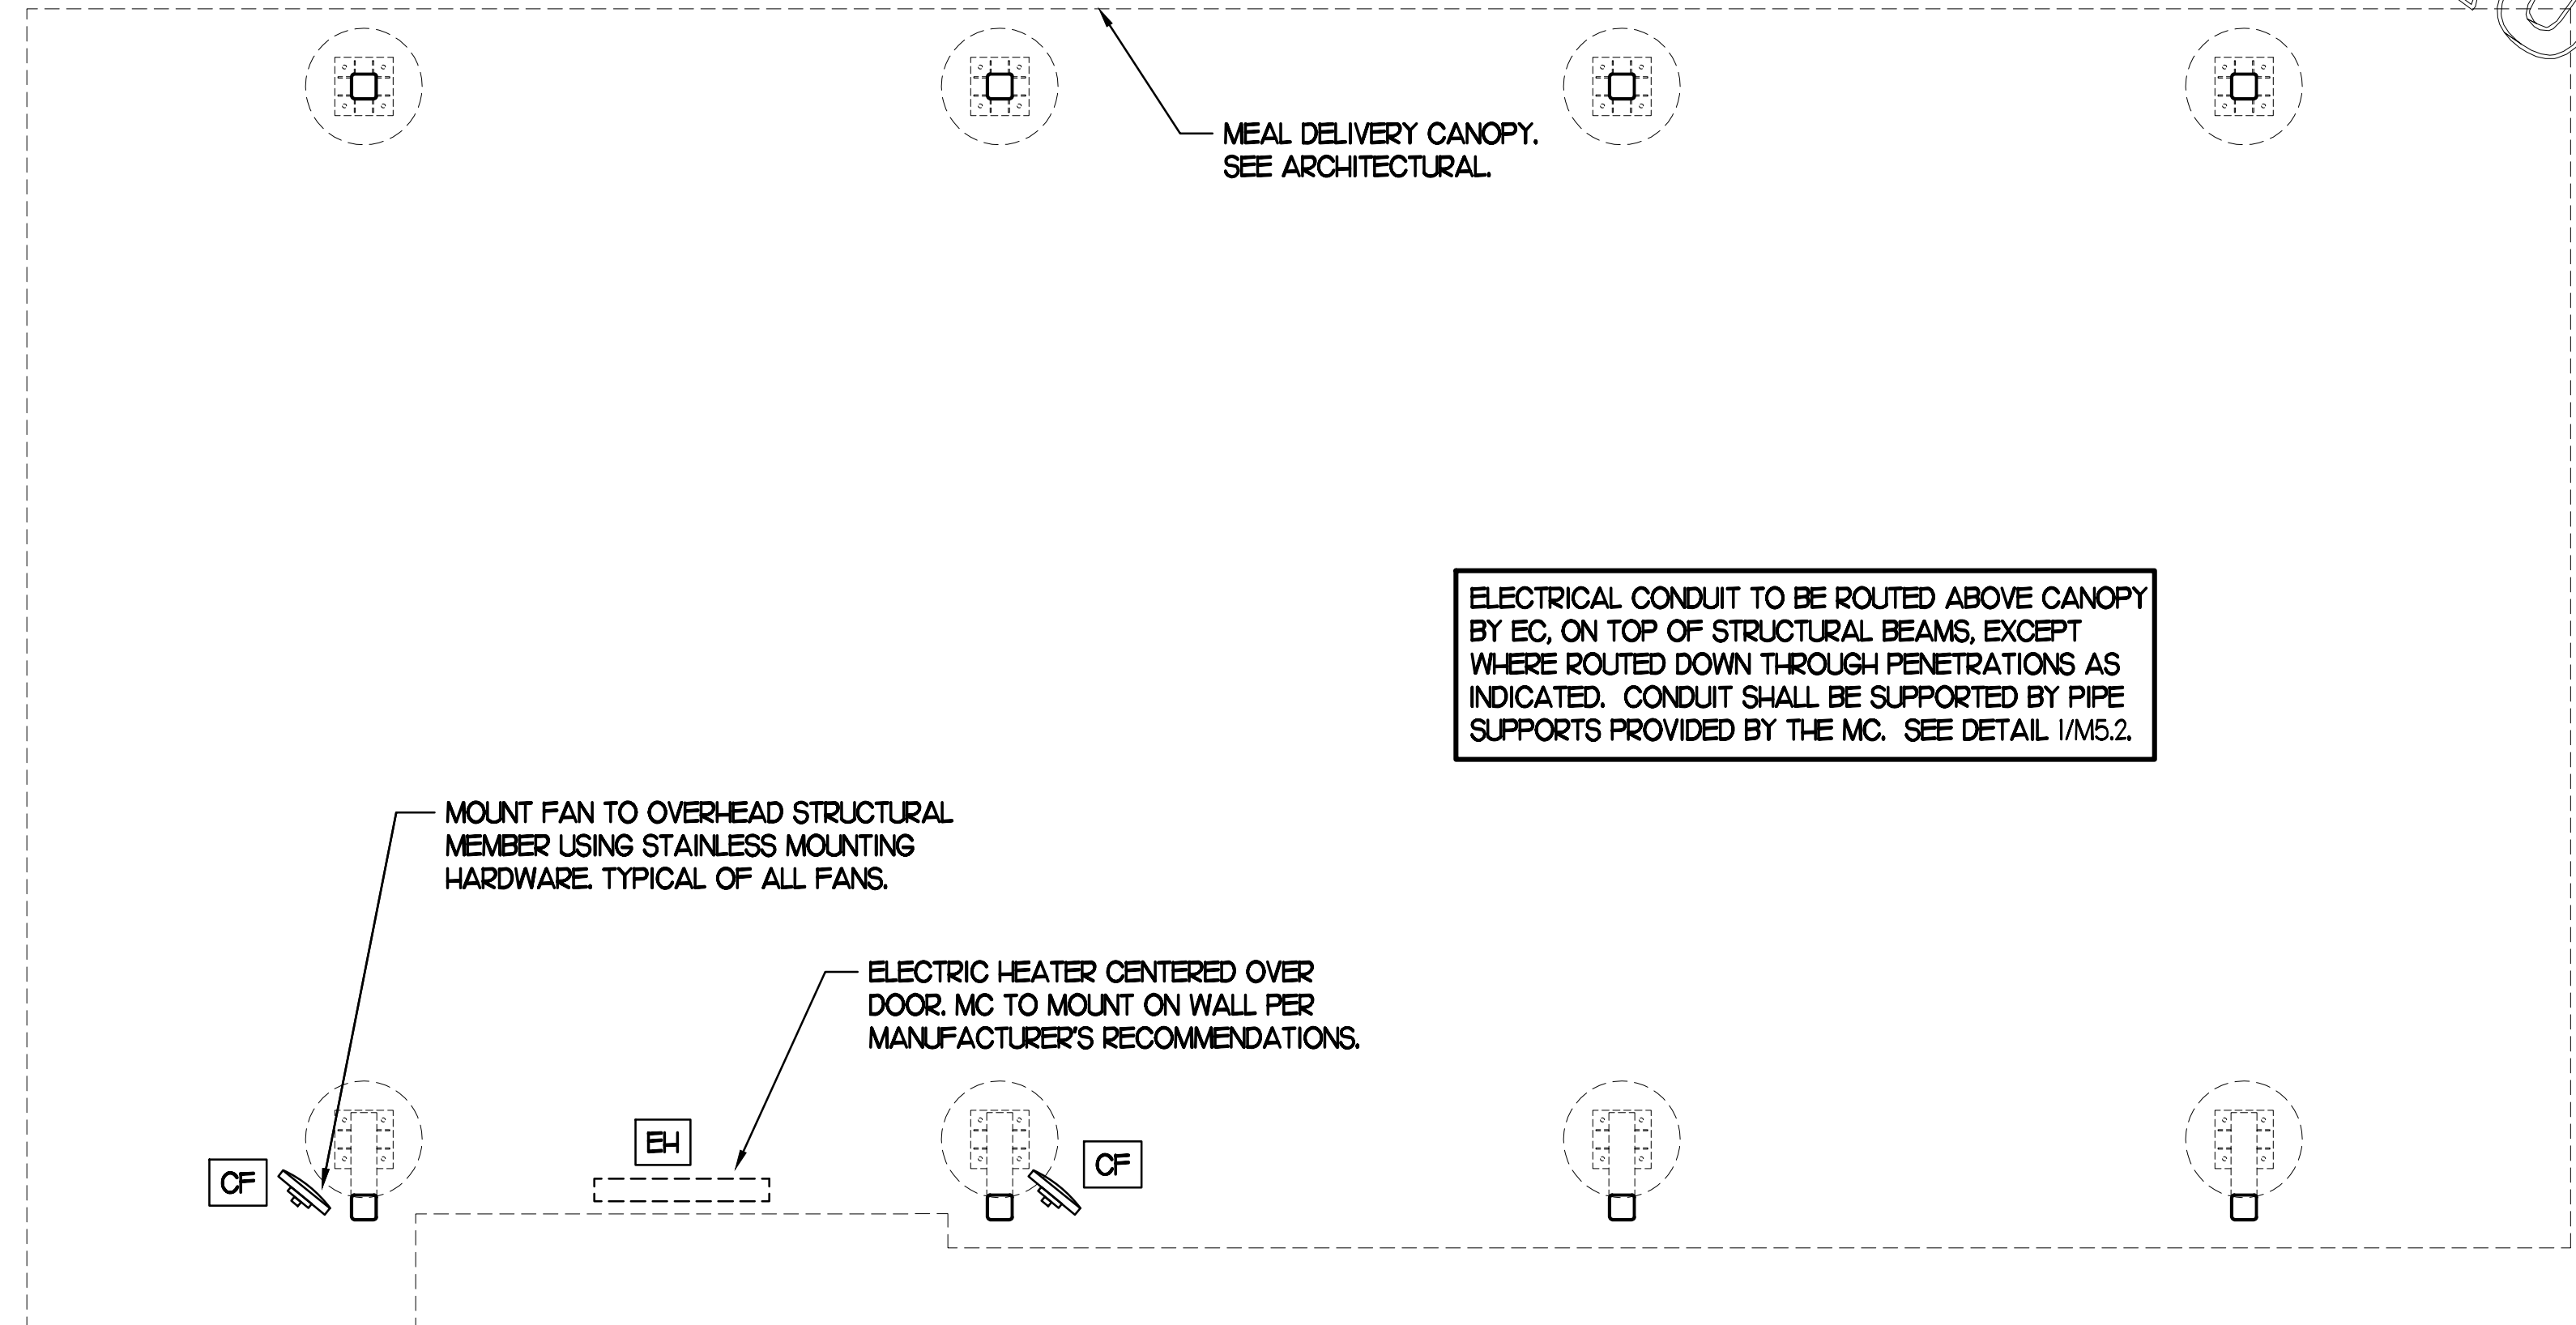 MEAL DELIVERY CANOPY.
SEE ARCHITECTURAL.
ELECTRICAL CONDUIT TO BE ROUTED ABOVE CANOPY
BY EC, ON TOP OF STRUCTURAL BEAMS, EXCEPT
WHERE ROUTED DOWN THROUGH PENETRATIONS AS
INDICATED. CONDUIT SHALL BE SUPPORTED BY PIPE
SUPPORTS PROVIDED BY THE MC. SEE DETAIL 1/M5.2.
MOUNT FAN TO OVERHEAD STRUCTURAL
MEMBER USING STAINLESS MOUNTING
HARDWARE. TYPICAL OF ALL FANS.
ELECTRIC HEATER CENTERED OVER
DOOR. MC TO MOUNT ON WALL PER
MANUFACTURER'S RECOMMENDATIONS.
EH
CF
CF